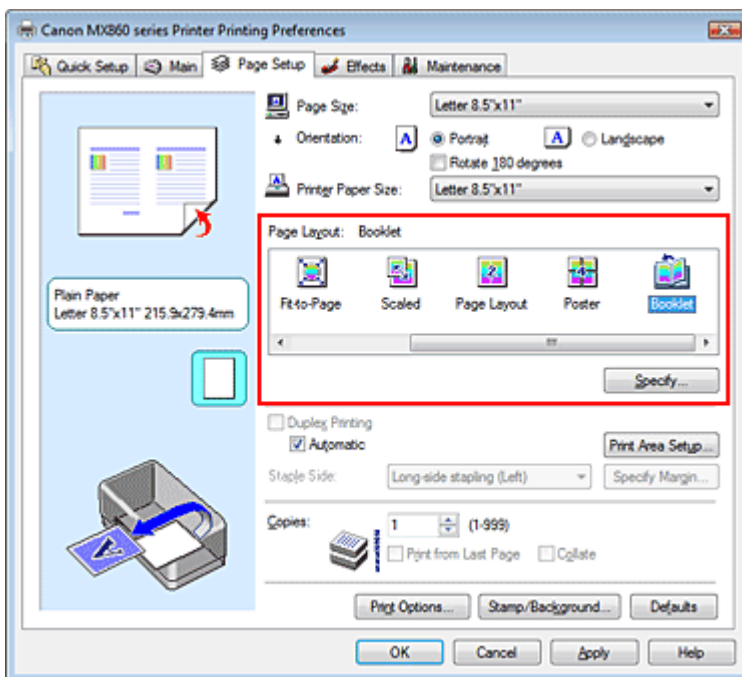 Canon MX860 series Printer Printing Preferences
Quick Setup Main Page Setup Effects Maintenance
Page Size: Letter 8.5"x11"
Orientation: A Portrait A Landscape
Rotate 180 degrees
Printer Paper Size: Letter 8.5"x11"
Page Layout: Booklet
Fit-to-Page Scaled Page Layout Poster Booklet
Plain Paper
Letter 8.5"x11" 215.9x279.4mm
Specify...
Duplex Printing
Automatic
Print Area Setup...
Staple Side: Long-side stapling (Left) Specify Margin...
Copies: 1 (1-999)
Print from Last Page Collate
Print Options... Stamp/Background... Defaults
OK Cancel Apply Help